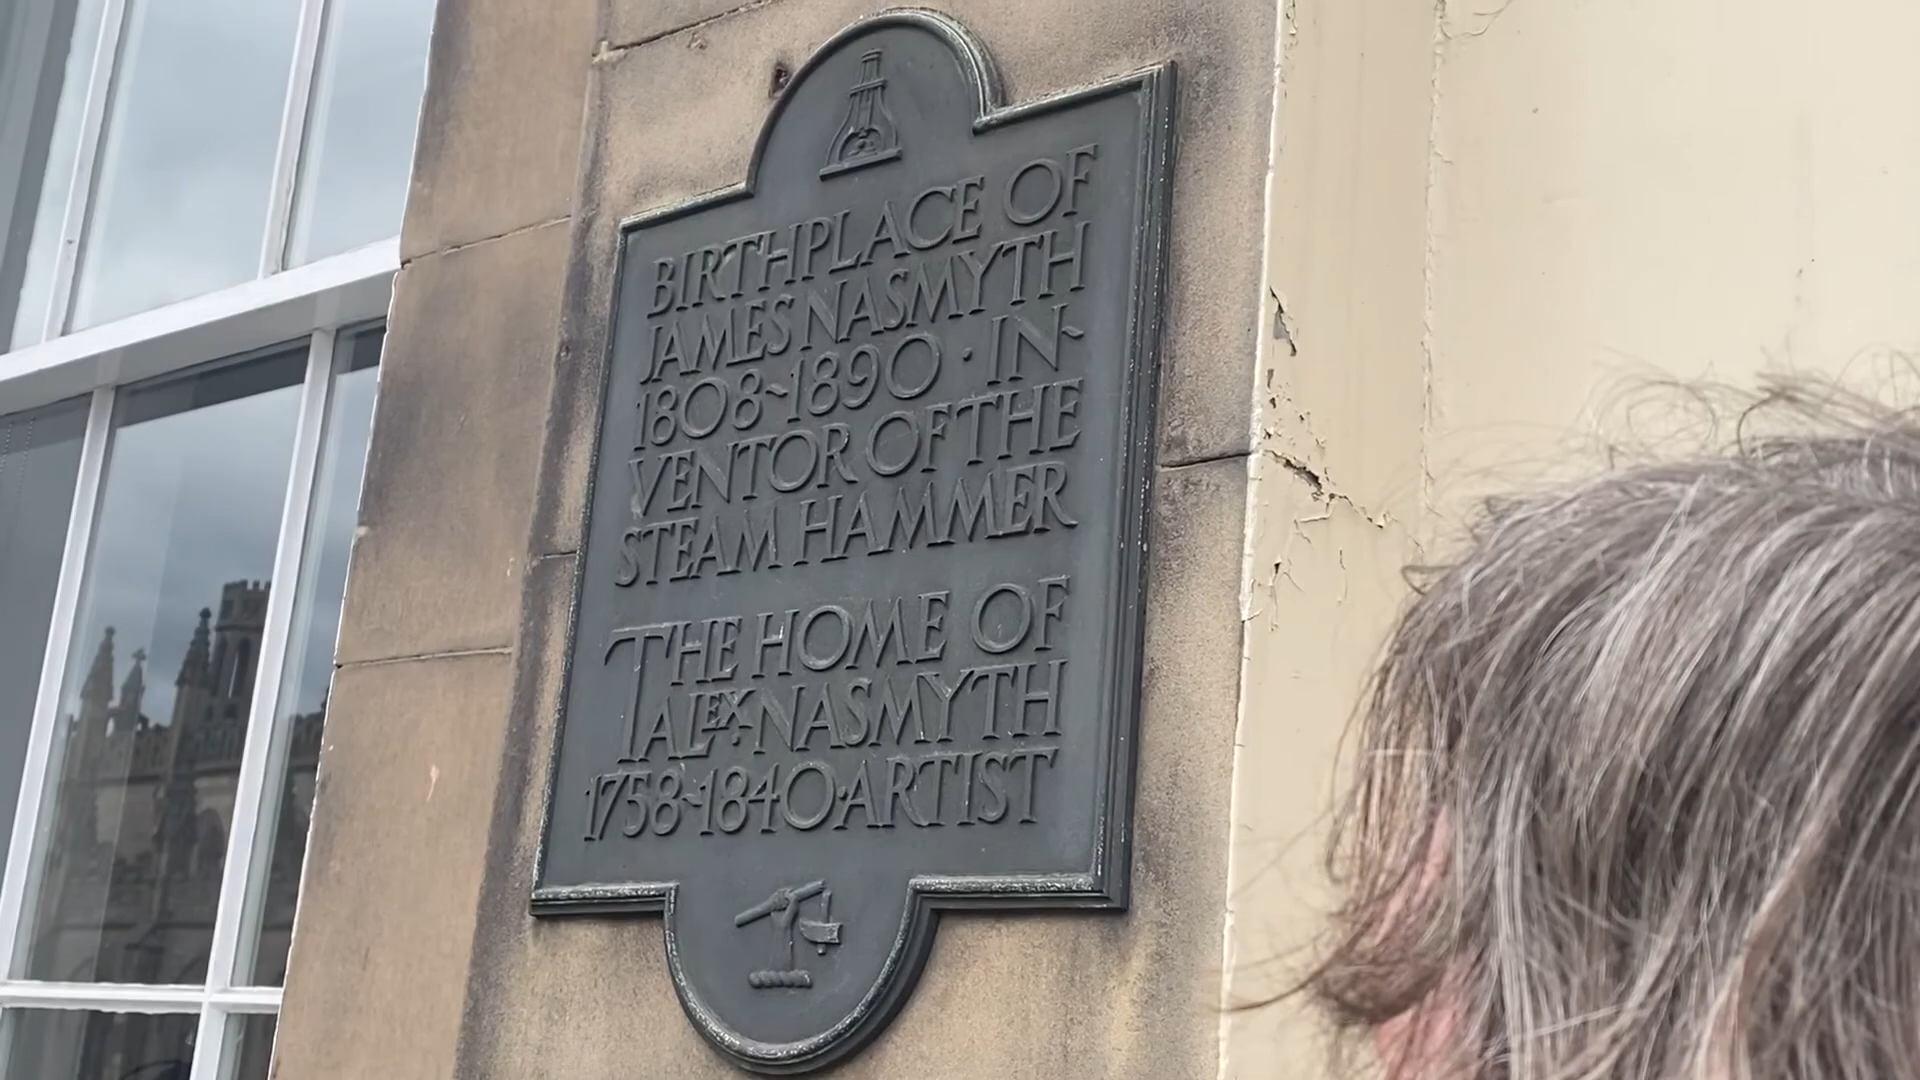 BIRTHPLACE OF
JAMES NASMYTH
1808~1890 · IN-
VENTOR OF THE
STEAM HAMMER
THE HOME OF
ALEX. NASMYTH
1758~1840·ARTIST